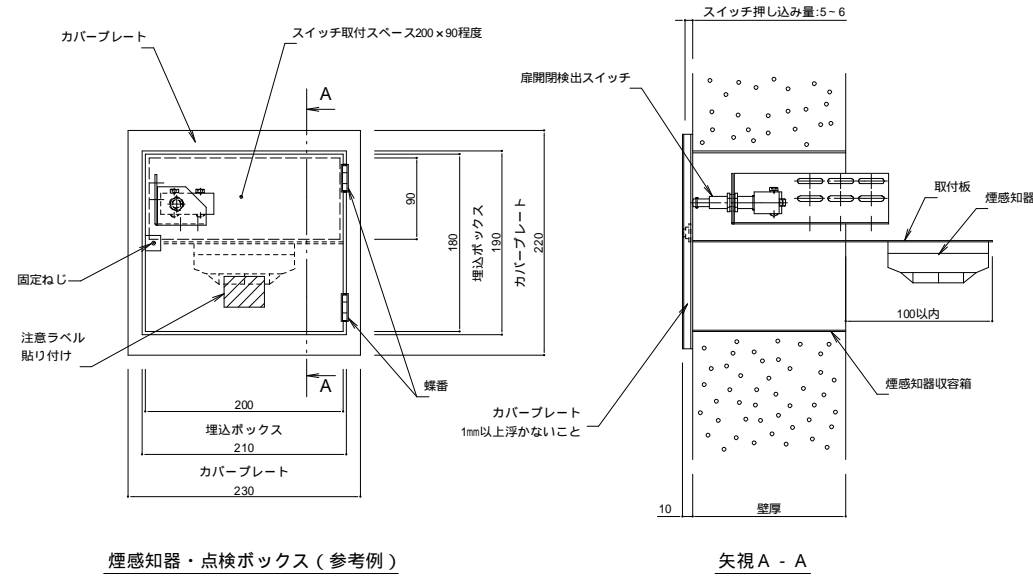 カバープレート
スイッチ取付スペース200×90程度
A
固定ねじ
注意ラベル
貼り付け
A
蝶番
90
180
埋込ボックス
190
カバープレート
220
200
埋込ボックス
210
カバープレート
230
煙感知器・点検ボックス(参考例)
スイッチ押し込み量:5~6
扉開閉検出スイッチ
取付板
煙感知器
100以内
煙感知器収容箱
カバープレート
1㎜以上浮かないこと
10
壁厚
矢視A-A